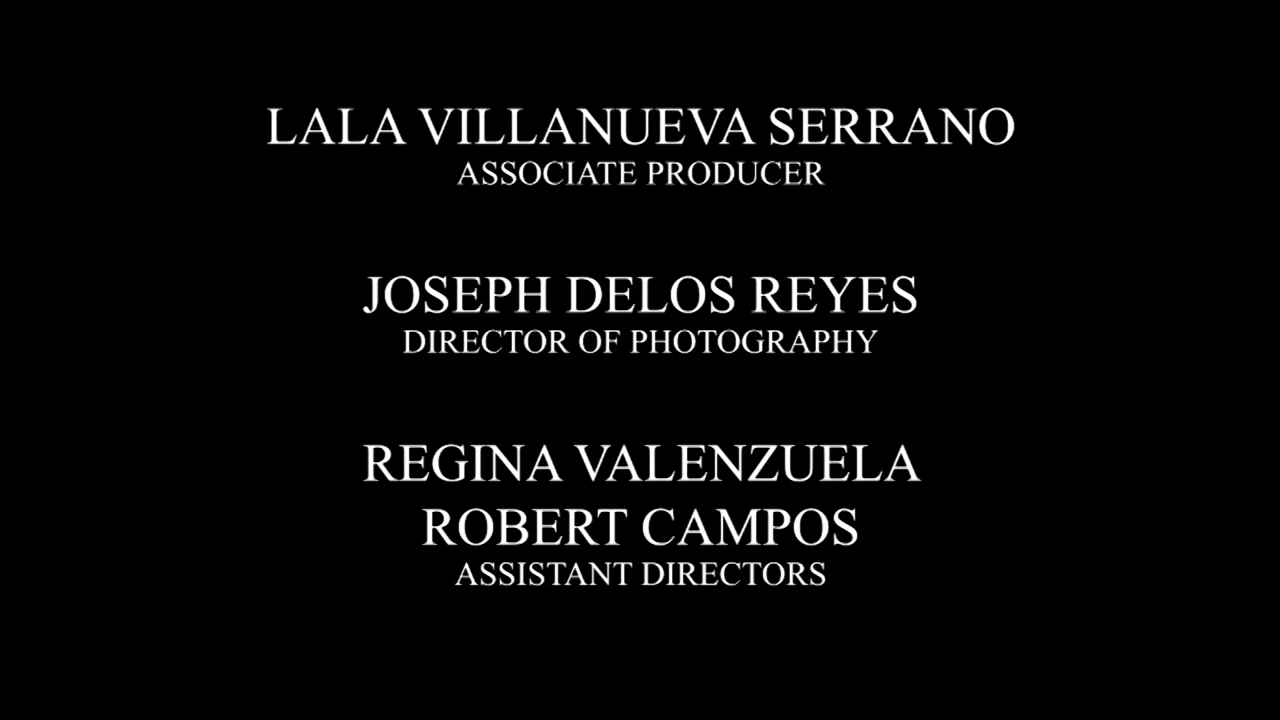 LALA VILLANUEVA SERRANO
ASSOCIATE PRODUCER
JOSEPH DELOS REYES
DIRECTOR OF PHOTOGRAPHY
REGINA VALENZUELA
ROBERT CAMPOS
ASSISTANT DIRECTORS